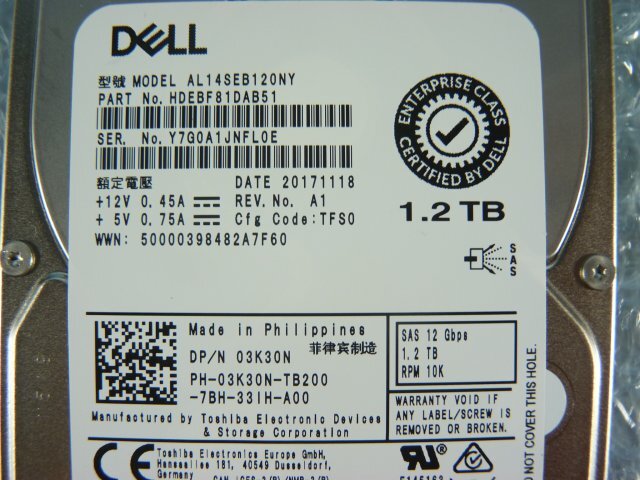 DELL
型號 MODEL AL14SEB120NY
PART No. HDEBF81DAB51
SER. No. Y7G0A1JNFL0E
額定電壓 DATE 20171118
+12V 0.45A REV. No. A1
+ 5V 0.75A Cfg Code:TFS0
WWN: 50000398482A7F60
ENTERPRISE CLASS
CERTIFIED BY DELL
1.2 TB
SAS
Made in Philippines
菲律宾制造
DP/N 03K30N
PH-03K30N-TB200
-7BH-33IH-A00
Manufactured by Toshiba Electronic Devices
& Storage Corporation
SAS 12 Gbps
1.2 TB
RPM 10K
WARRANTY VOID IF
ANY LABEL/SCREW IS
REMOVED OR BROKEN.
DO NOT COVER THIS HOLE.
CE
Toshiba Electronics Europe GmbH,
Hansaallee 181, 40549 Dusseldorf,
Germany